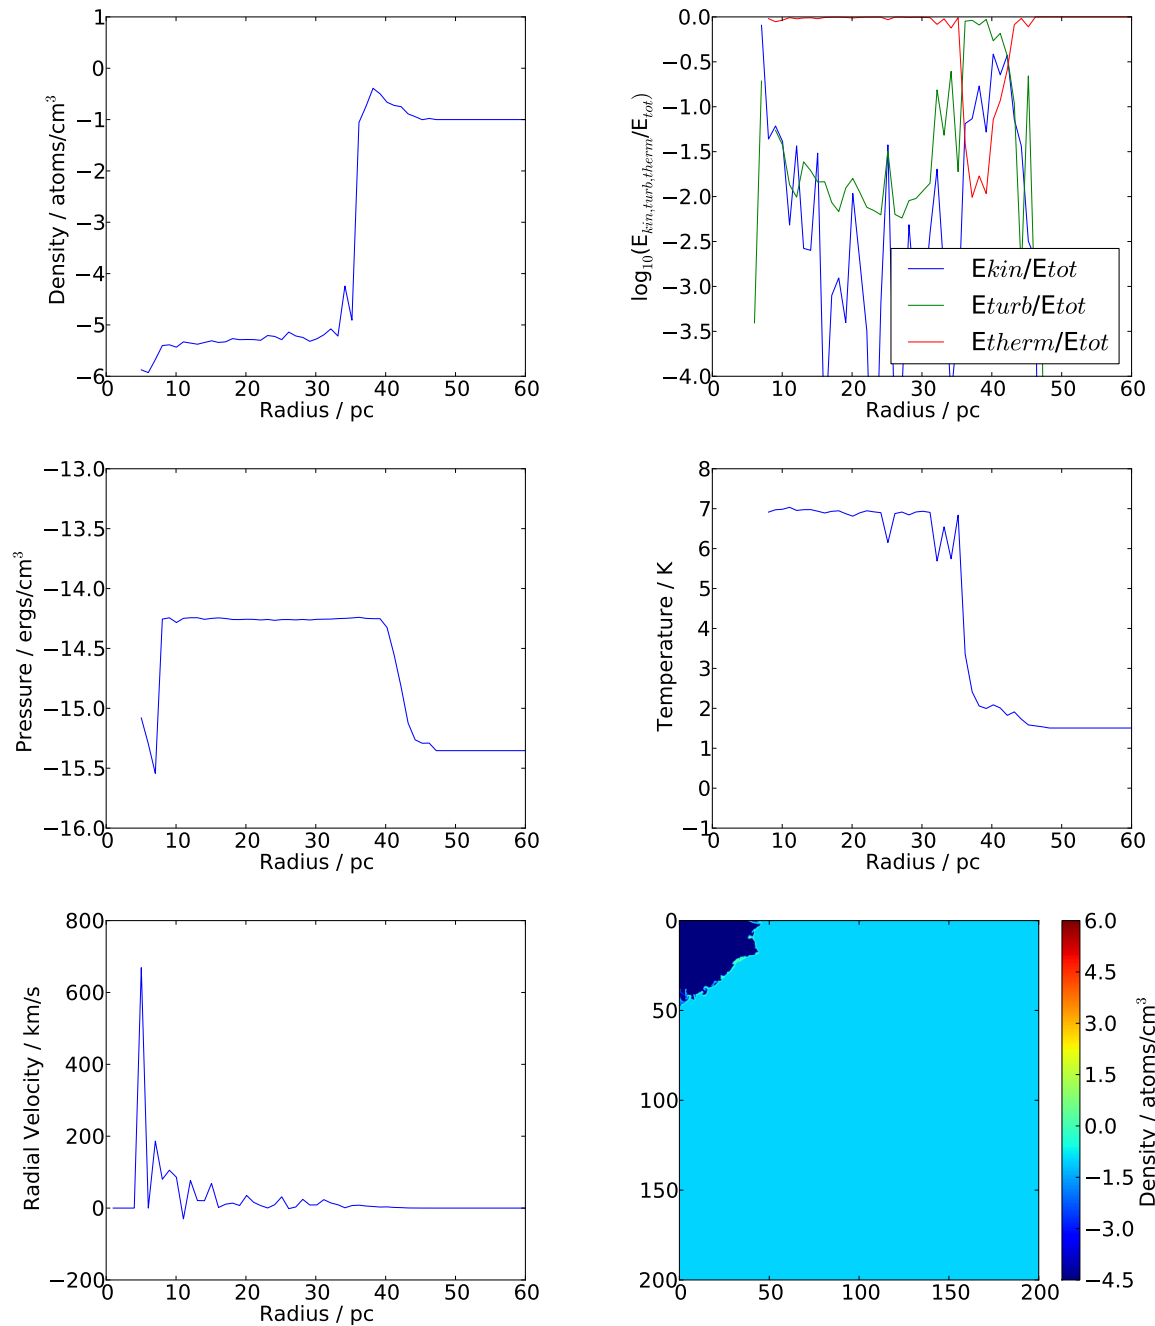 1
0
−1
−2
−3
−4
−5
−6
0 10 20 30 40 50 60
Density / atoms/cm³
Radius / pc
0.0
−0.5
−1.0
−1.5
−2.0
−2.5
−3.0
−3.5
−4.0
0 10 20 30 40 50 60
log₁₀(E_kin,turb,therm/E_tot)
Radius / pc
Ekin/Etot
Eturb/Etot
Etherm/Etot
−13.0
−13.5
−14.0
−14.5
−15.0
−15.5
−16.0
0 10 20 30 40 50 60
Pressure / ergs/cm³
Radius / pc
8
7
6
5
4
3
2
1
0
−1
0 10 20 30 40 50 60
Temperature / K
Radius / pc
800
600
400
200
0
−200
0 10 20 30 40 50 60
Radial Velocity / km/s
Radius / pc
0
50
100
150
200
0 50 100 150 200
6.0
4.5
3.0
1.5
0.0
−1.5
−3.0
−4.5
Density / atoms/cm³